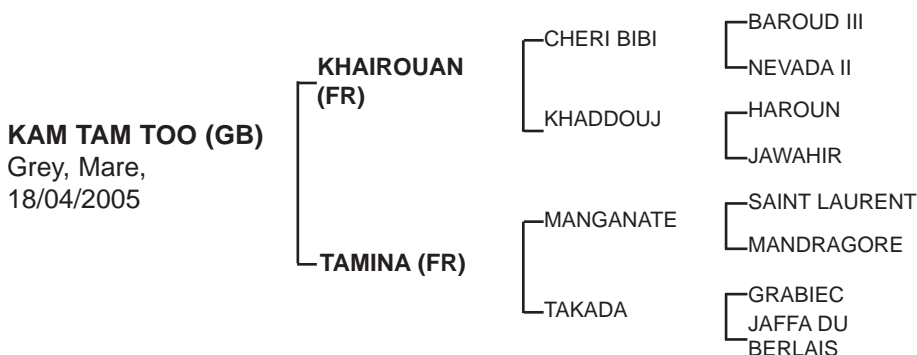 KAM TAM TOO (GB)
Grey, Mare,
18/04/2005
KHAIROUAN
(FR)
TAMINA (FR)
CHERI BIBI
KHADDOUJ
MANGANATE
TAKADA
BAROUD III
NEVADA II
HAROUN
JAWAHIR
SAINT LAURENT
MANDRAGORE
GRABIEC
JAFFA DU
BERLAIS